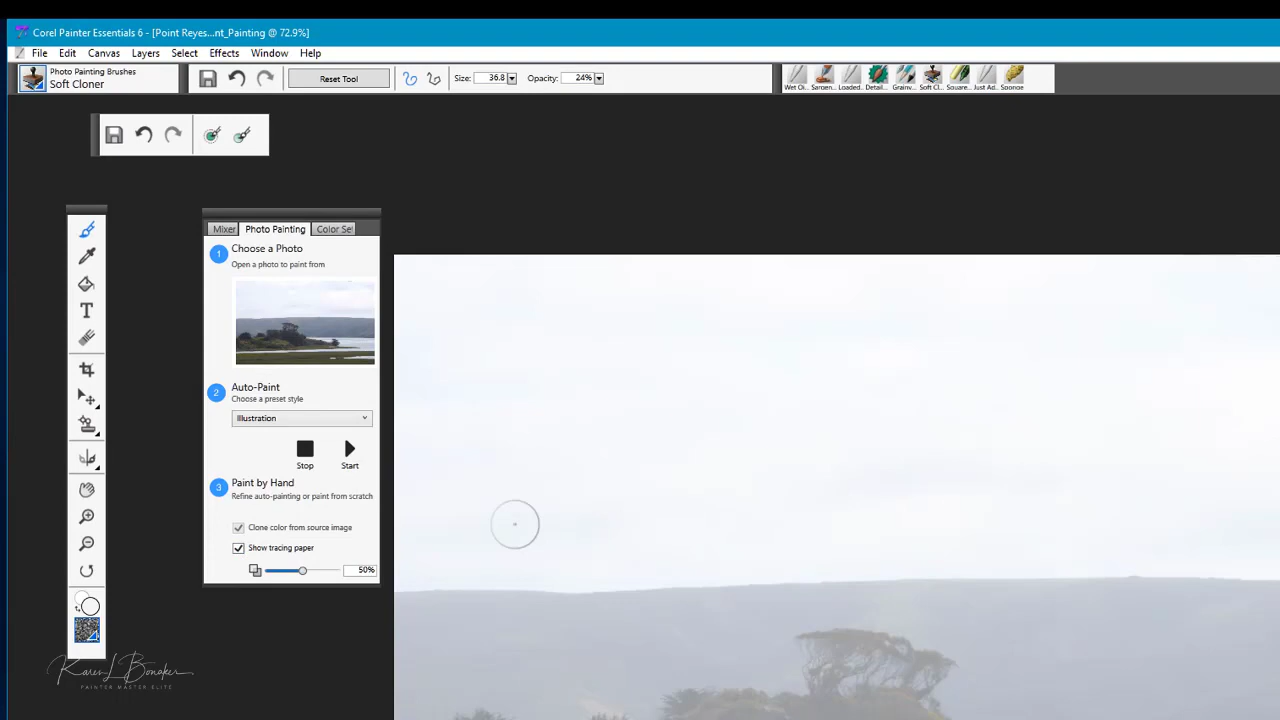 Corel Painter Essentials 6 - [Point Reyes...nt_Painting @ 72.9%]
File Edit Canvas Layers Select Effects Window Help
Photo Painting Brushes
Soft Cloner
Reset Tool
Size: 36.8
Opacity: 24%
Wet Oi... Sargen... Loaded... Detail... Grainy... Soft Cl... Square... Just Ad... Sponge
Mixer Photo Painting Color Set
1 Choose a Photo
Open a photo to paint from
2 Auto-Paint
Choose a preset style
Illustration
Stop Start
3 Paint by Hand
Refine auto-painting or paint from scratch
Clone color from source image
Show tracing paper
50%
T
Karen L Bonaker
PAINTER MASTER ELITE